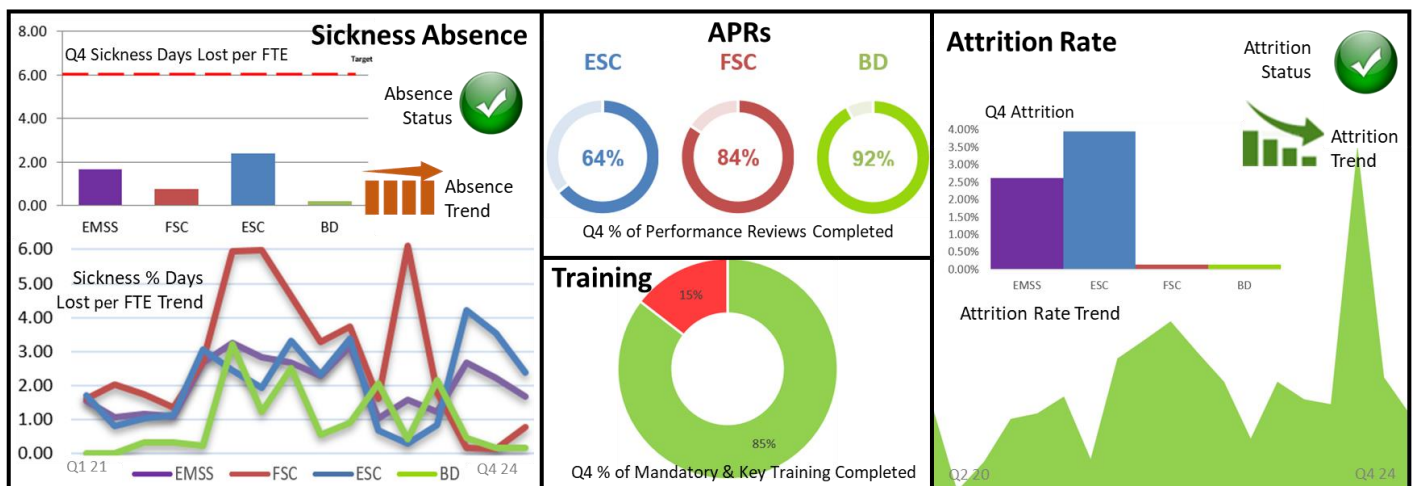 Sickness Absence
8.00
6.00
4.00
2.00
0.00
Q4 Sickness Days Lost per FTE
Target
Absence
Status
Absence
Trend
EMSS
FSC
ESC
BD
6.00
5.00
4.00
3.00
2.00
1.00
0.00
Sickness % Days
Lost per FTE Trend
Q1 21
Q4 24
EMSS
FSC
ESC
BD
APRs
ESC
FSC
BD
64%
84%
92%
Q4 % of Performance Reviews Completed
Training
15%
85%
Q4 % of Mandatory & Key Training Completed
Attrition Rate
Attrition
Status
Q4 Attrition
Attrition
Trend
4.00%
3.50%
3.00%
2.50%
2.00%
1.50%
1.00%
0.50%
0.00%
EMSS
ESC
FSC
BD
Attrition Rate Trend
Q2 20
Q4 24